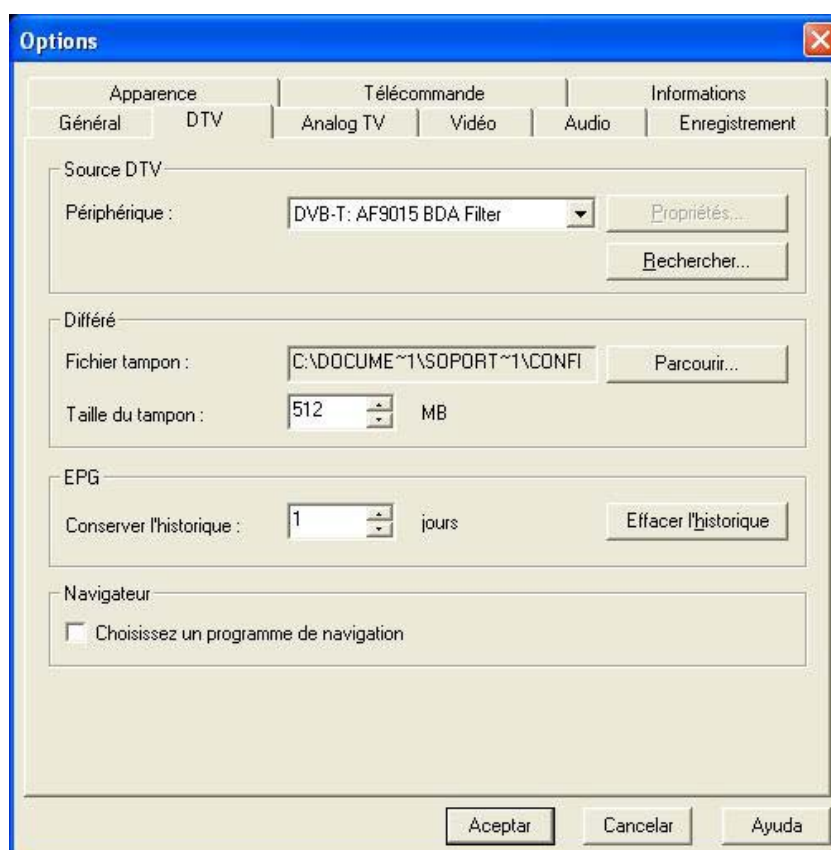 Options
Apparence Télécommande Informations
Général DTV Analog TV Vidéo Audio Enregistrement
Source DTV
Périphérique : DVB-T: AF9015 BDA Filter Propriétés...
Rechercher...
Différé
Fichier tampon : C:\DOCUME~1\SOPORT~1\CONFI Parcourir...
Taille du tampon : 512 MB
EPG
Conserver l'historique : 1 jours Effacer l'historique
Navigateur
Choisissez un programme de navigation
Aceptar Cancelar Ayuda